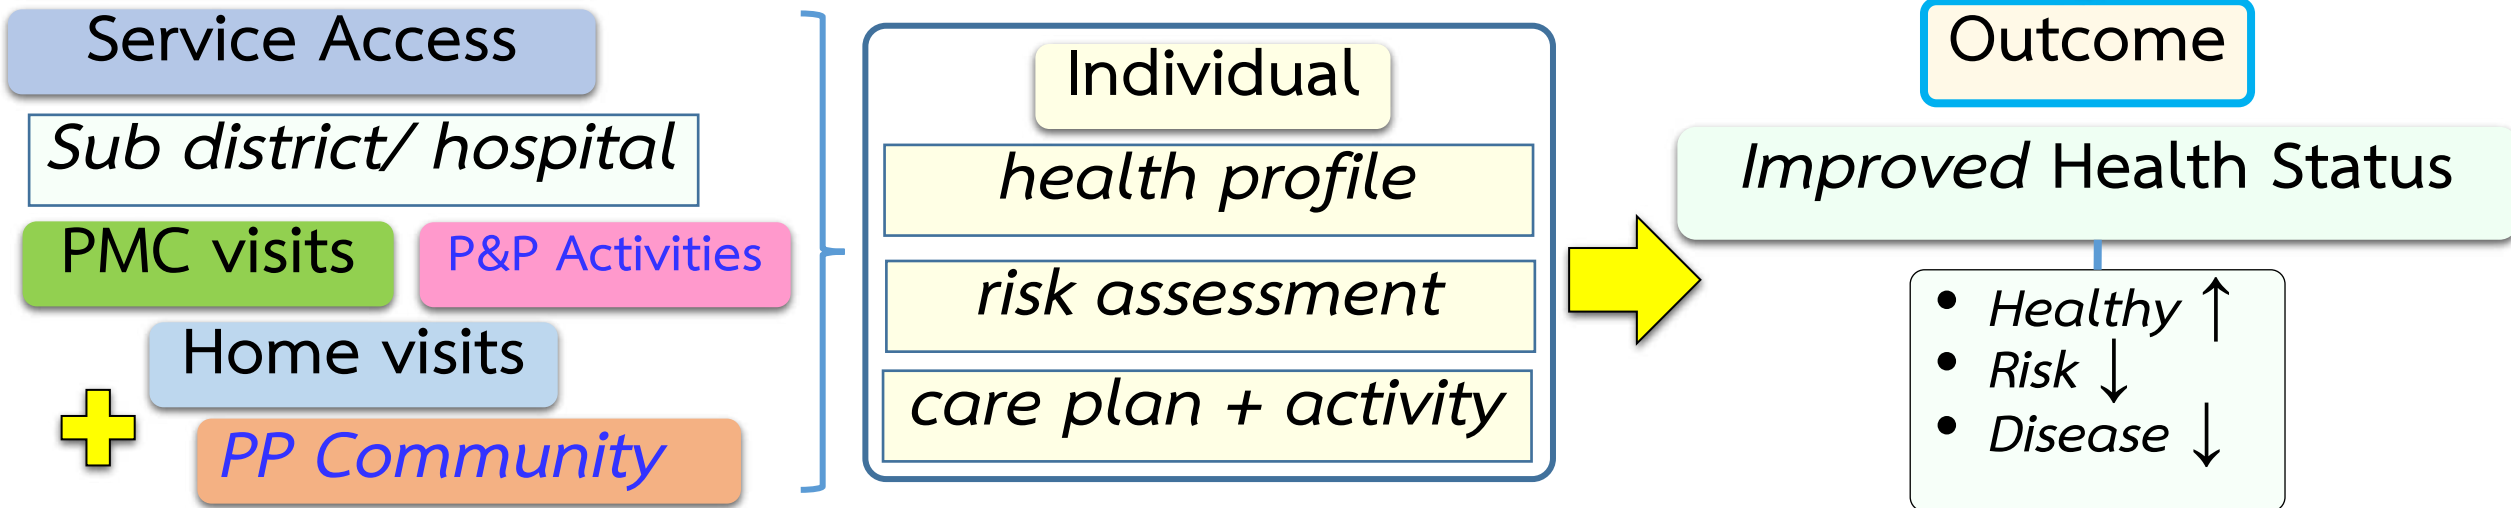 Service Access
Sub district/ hospital
PMC visits
P&P Activities
Home visits
PP Community
Individual
health profile
risk assessment
care plan + activity
Outcome
Improved Health Status
• Healthy ↑
• Risk ↓
• Disease ↓